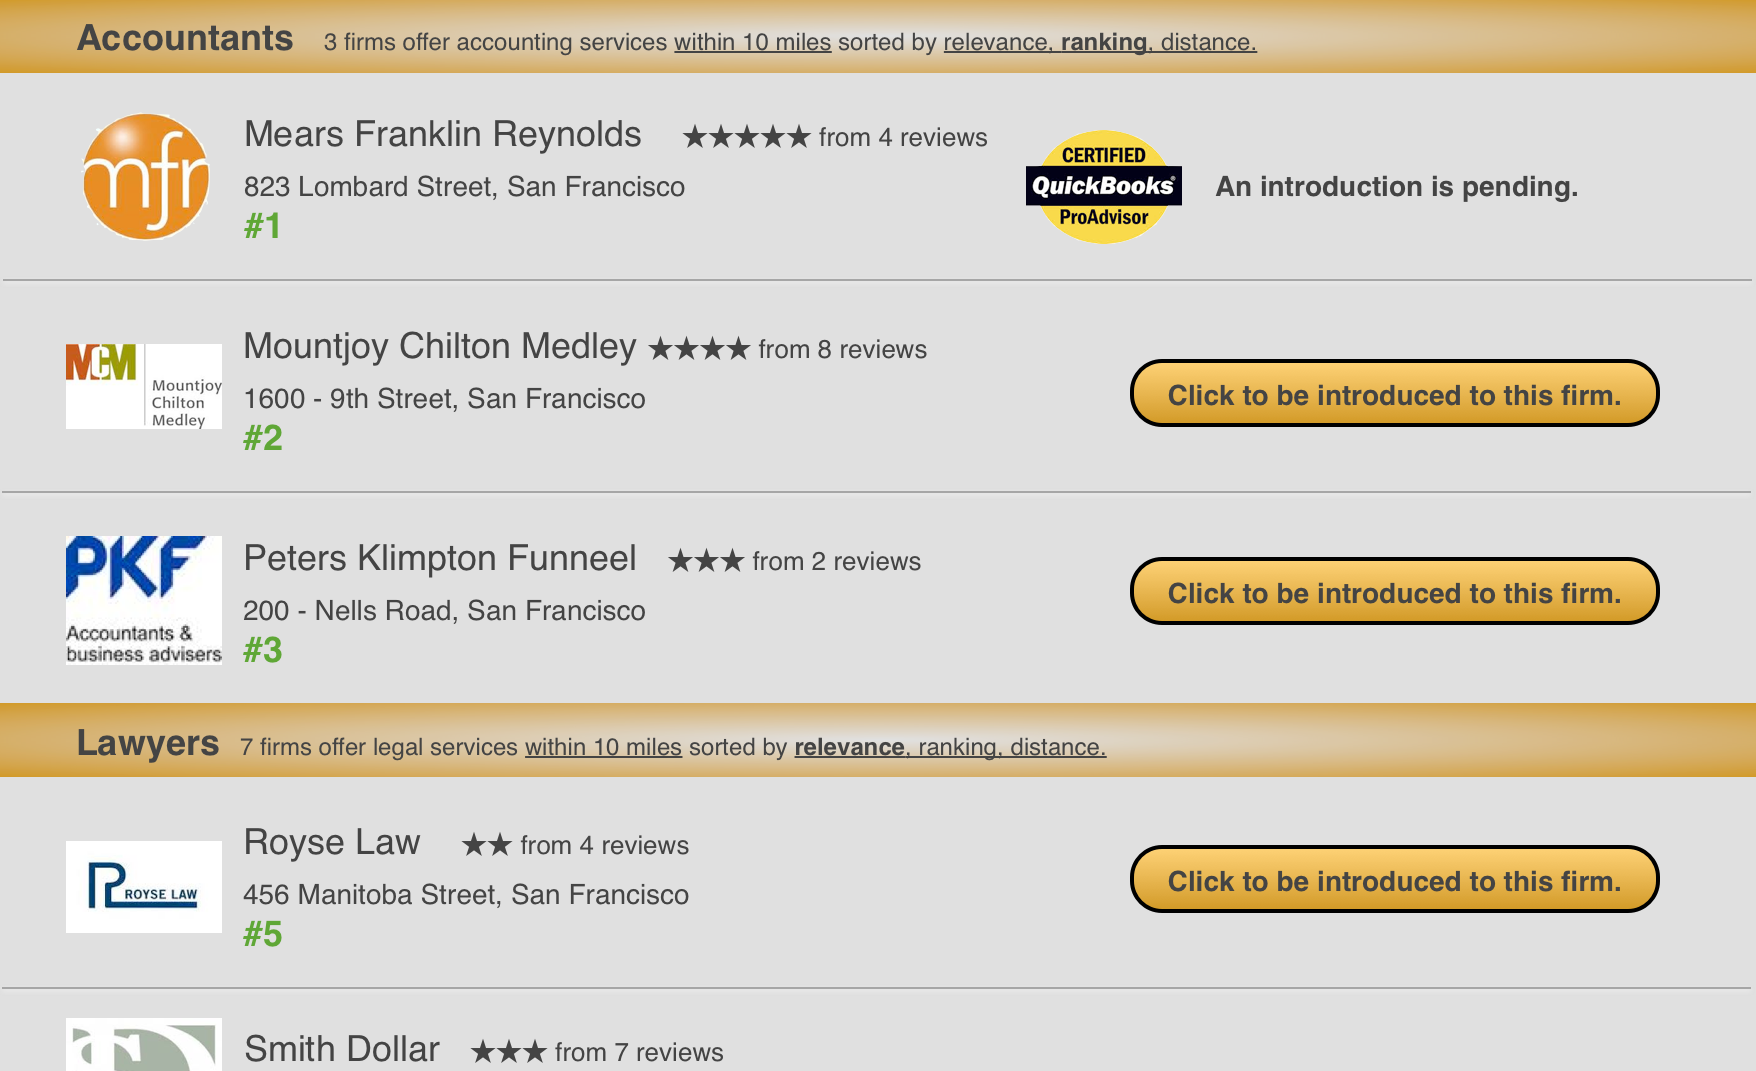 Accountants 3 firms offer accounting services within 10 miles sorted by relevance, ranking, distance.
mfr
Mears Franklin Reynolds ★★★★★ from 4 reviews
823 Lombard Street, San Francisco
#1
CERTIFIED
QuickBooks®
ProAdvisor
An introduction is pending.
MCM
Mountjoy
Chilton
Medley
Mountjoy Chilton Medley ★★★★ from 8 reviews
1600 - 9th Street, San Francisco
#2
Click to be introduced to this firm.
PKF
Accountants &
business advisers
Peters Klimpton Funneel ★★★ from 2 reviews
200 - Nells Road, San Francisco
#3
Click to be introduced to this firm.
Lawyers 7 firms offer legal services within 10 miles sorted by relevance, ranking, distance.
ROYSE LAW
Royse Law ★★ from 4 reviews
456 Manitoba Street, San Francisco
#5
Click to be introduced to this firm.
Smith Dollar ★★★ from 7 reviews